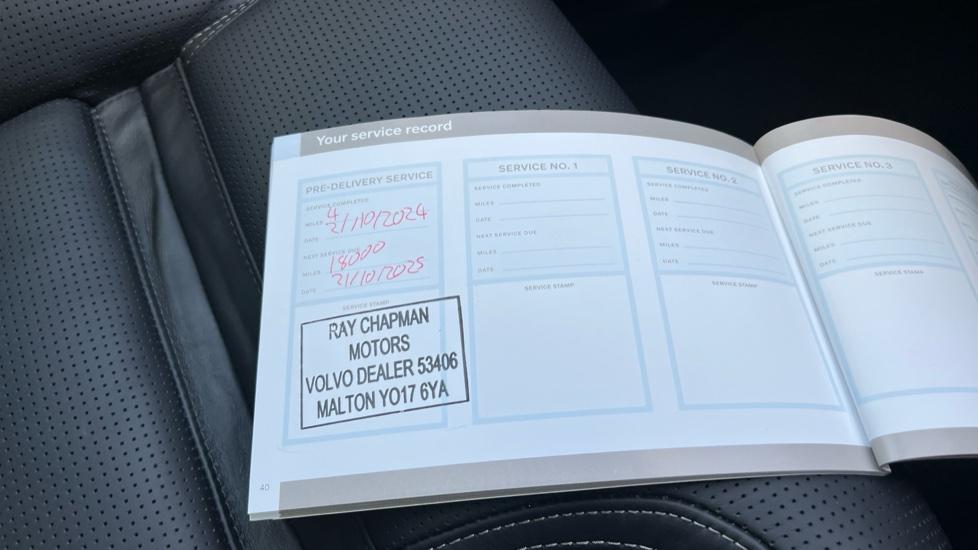 Your service record
PRE-DELIVERY SERVICE
SERVICE COMPLETED
MILES 4
DATE 21/10/2024
NEXT SERVICE DUE
MILES 18000
DATE 21/10/2025
SERVICE STAMP
RAY CHAPMAN
MOTORS
VOLVO DEALER 53406
MALTON YO17 6YA
SERVICE NO. 1
SERVICE COMPLETED
MILES
DATE
NEXT SERVICE DUE
MILES
DATE
SERVICE STAMP
SERVICE NO. 2
SERVICE COMPLETED
MILES
DATE
NEXT SERVICE DUE
MILES
DATE
SERVICE STAMP
SERVICE NO. 3
SERVICE COMPLETED
MILES
DATE
NEXT SERVICE DUE
MILES
DATE
SERVICE STAMP
40